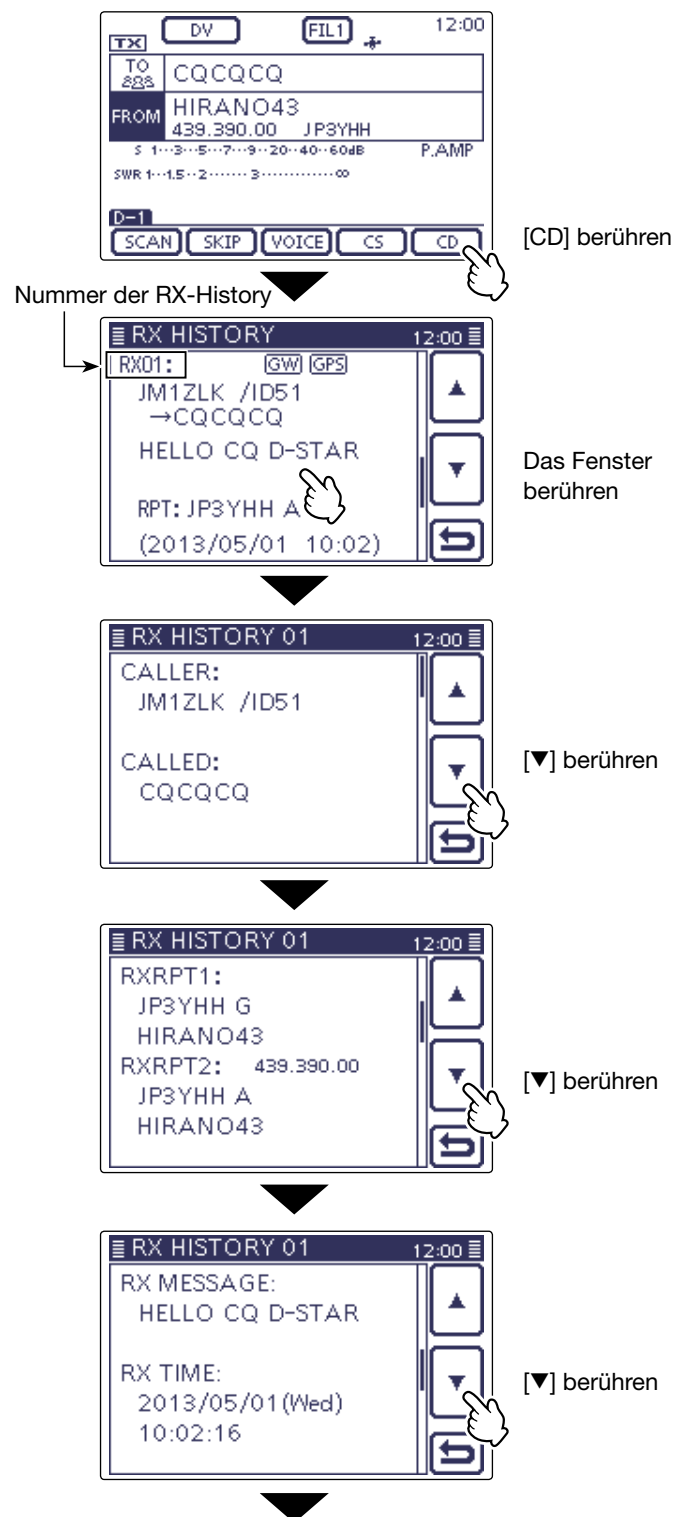 DV FIL1 12:00
TX
TO CQCQCQ
FROM HIRANO43
439.390.00 JP3YHH
S 1···3···5···7···9··20··40··60dB P.AMP
SWR 1···1.5··2······· 3·············∞
D-1
SCAN SKIP VOICE CS CD
[CD] berühren
Nummer der RX-History
RX HISTORY 12:00
RX01: GW GPS
▲
JM1ZLK /ID51
→CQCQCQ
HELLO CQ D-STAR
▼
Das Fenster
berühren
RPT: JP3YHH A
(2013/05/01 10:02)
RX HISTORY 01 12:00
CALLER:
JM1ZLK /ID51
▲
CALLED:
CQCQCQ
▼
[▼] berühren
RX HISTORY 01 12:00
RXRPT1:
JP3YHH G
HIRANO43
▲
RXRPT2: 439.390.00
JP3YHH A
HIRANO43
▼
[▼] berühren
RX HISTORY 01 12:00
RX MESSAGE:
HELLO CQ D-STAR
▲
RX TIME:
2013/05/01(Wed)
10:02:16
▼
[▼] berühren